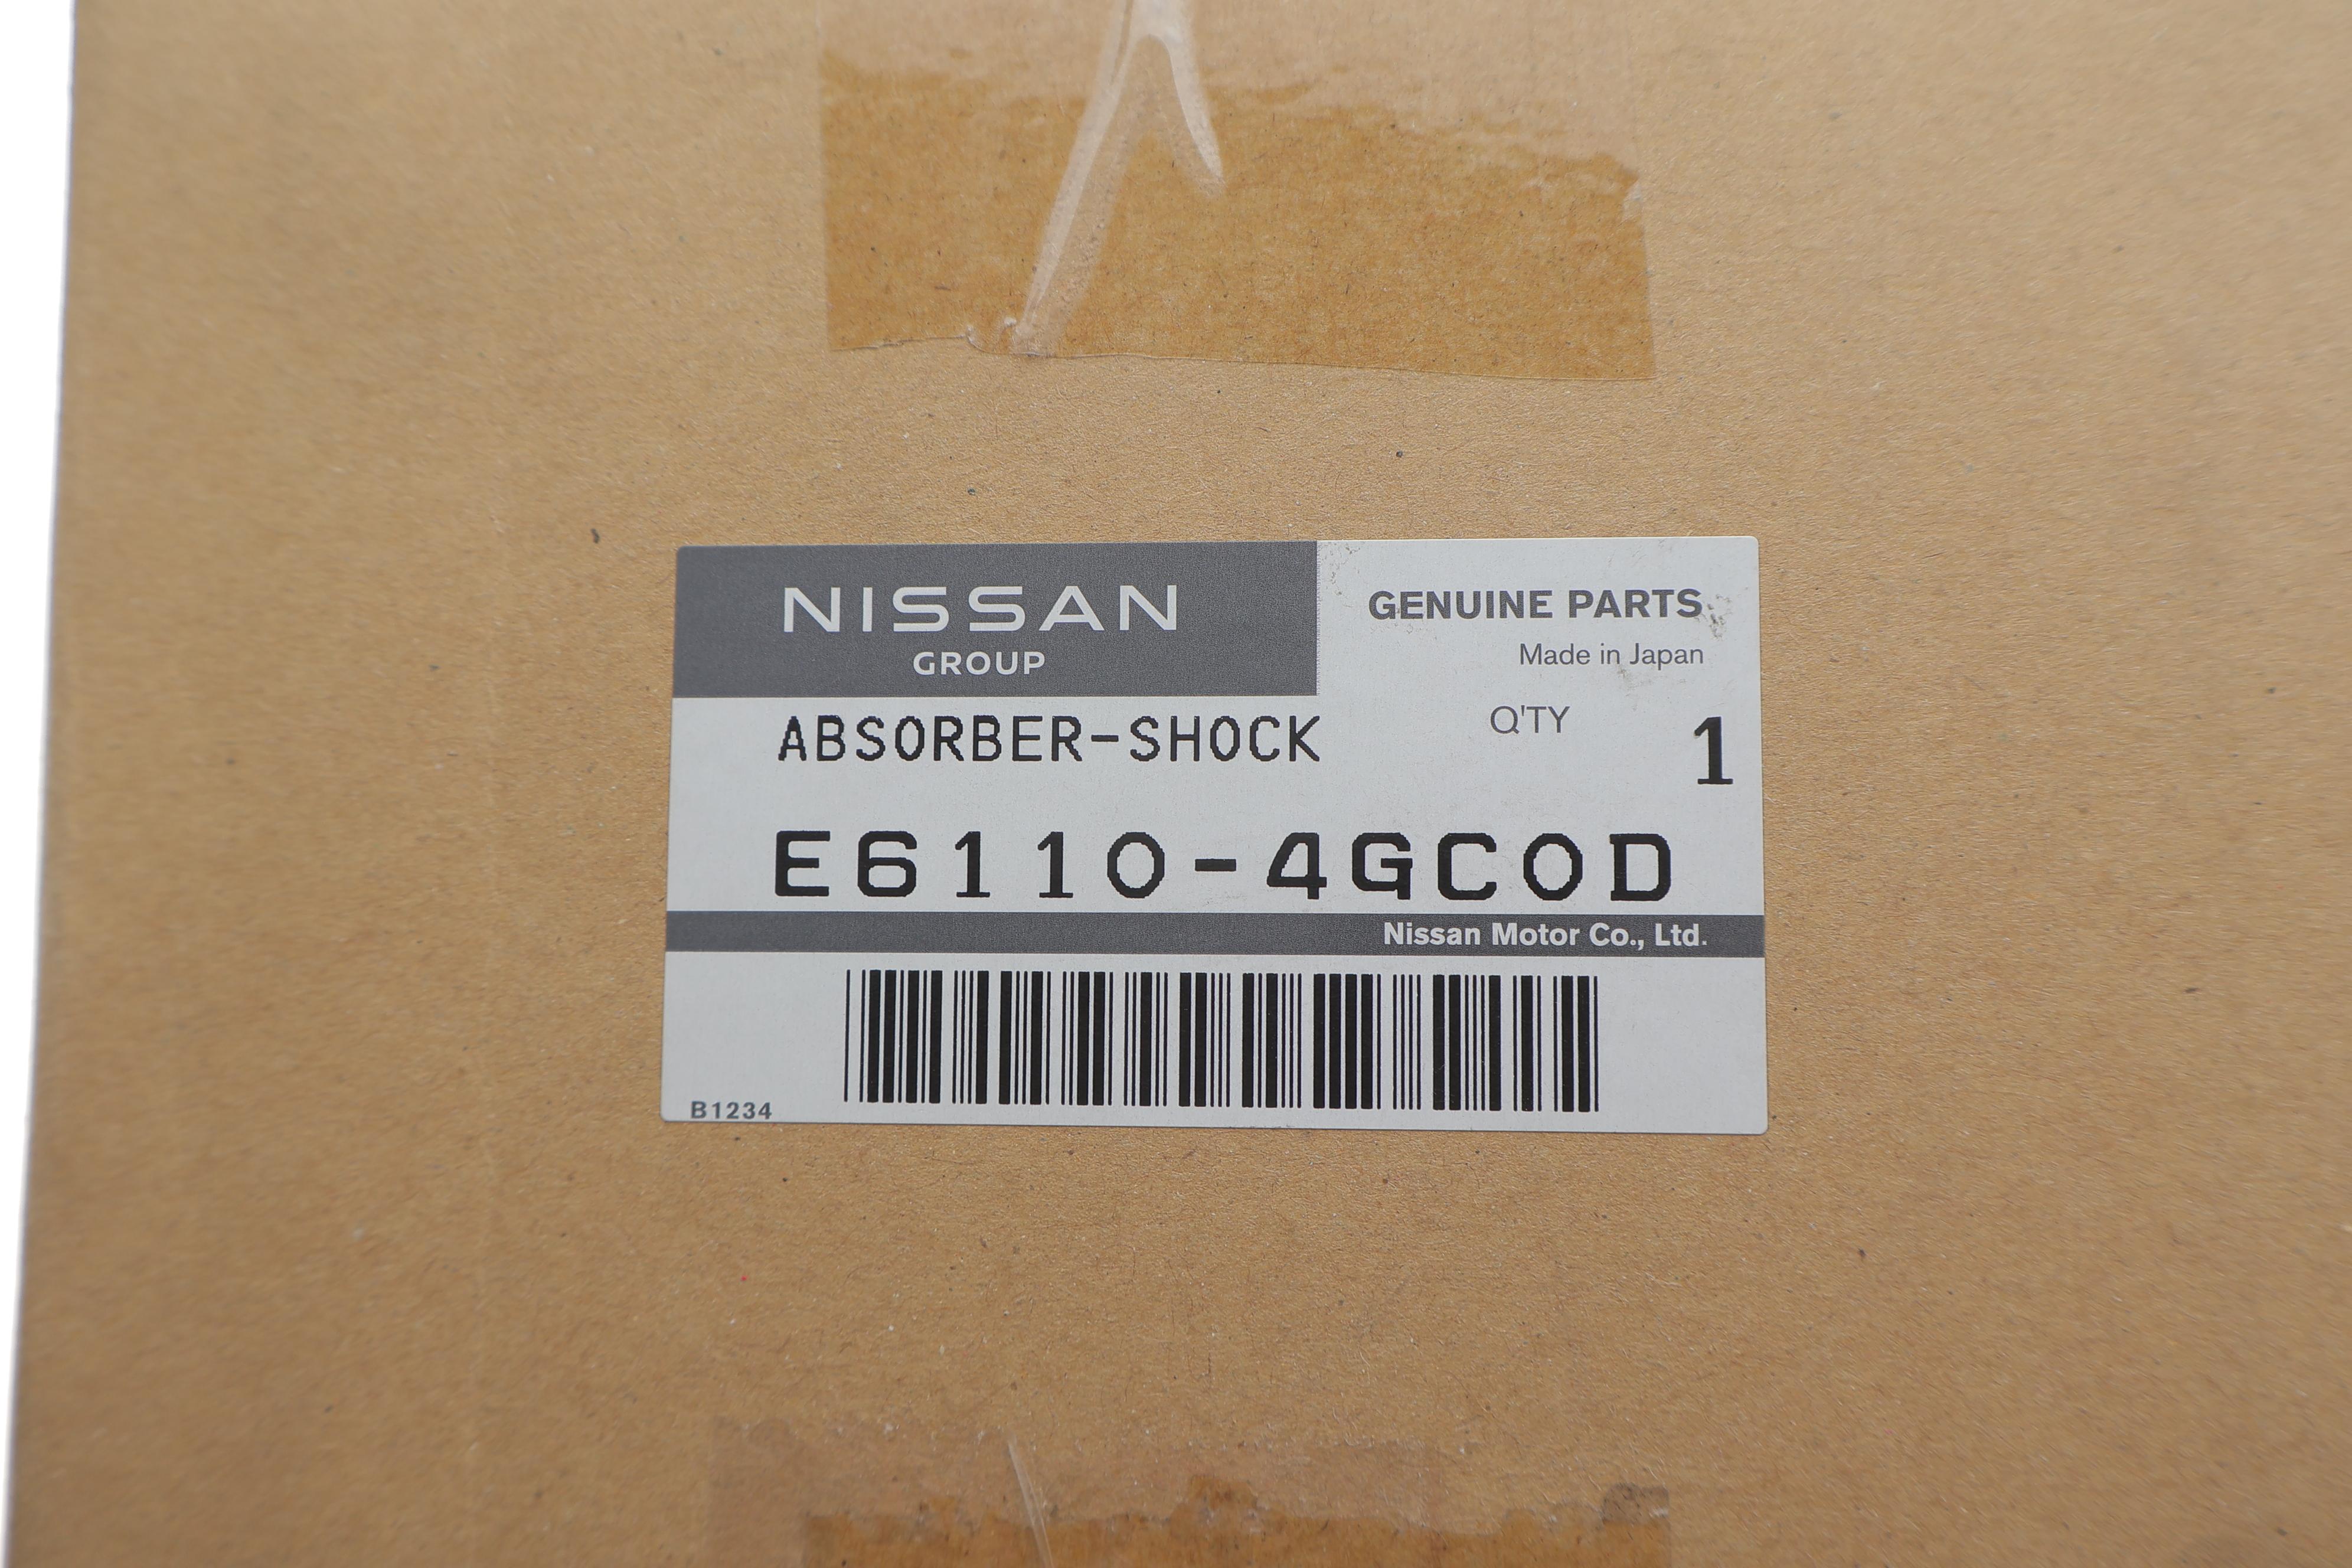 NISSAN
GROUP
GENUINE PARTS
Made in Japan
ABSORBER-SHOCK
Q'TY 1
E6110-4GC0D
Nissan Motor Co., Ltd.
B1234